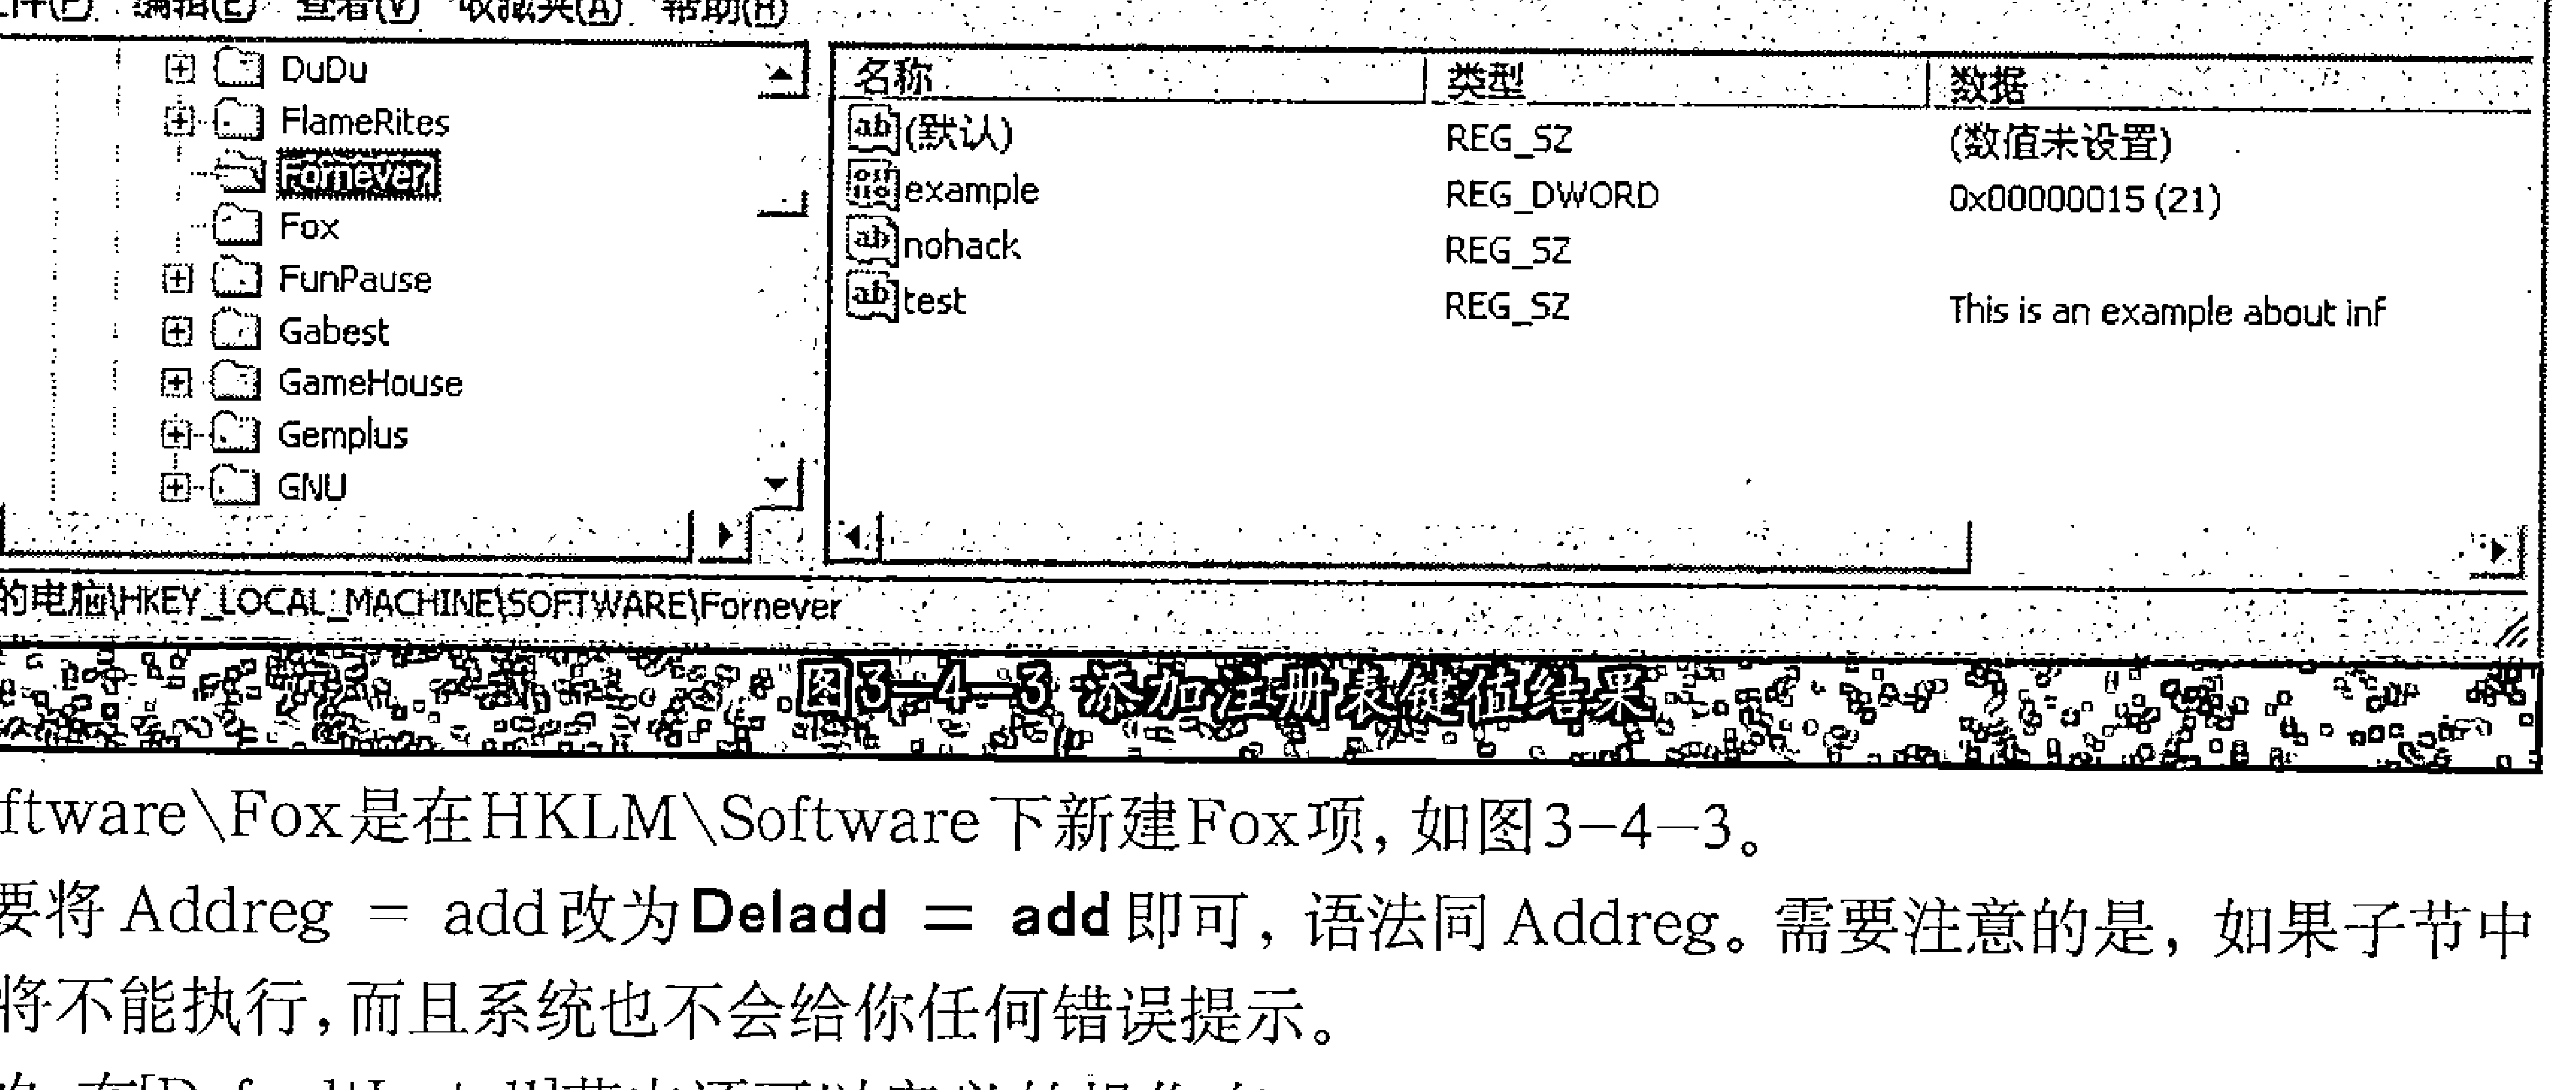 文件(F) 编辑(E) 查看(V) 收藏夹(A) 帮助(H)
DuDu
FlameRites
Fornever
Fox
FunPause
Gabest
GameHouse
Gemplus
GNU
名称 类型 数据
(默认) REG_SZ (数值未设置)
example REG_DWORD 0x00000015 (21)
nohack REG_SZ
test REG_SZ This is an example about inf
的电脑\HKEY_LOCAL_MACHINE\SOFTWARE\Fornever
图3-4-3 添加注册表键值结果
ftware\Fox是在HKLM\Software下新建Fox项，如图3-4-3。
要将 Addreg = add改为Deladd = add即可，语法同Addreg。需要注意的是，如果子节中
将不能执行，而且系统也不会给你任何错误提示。